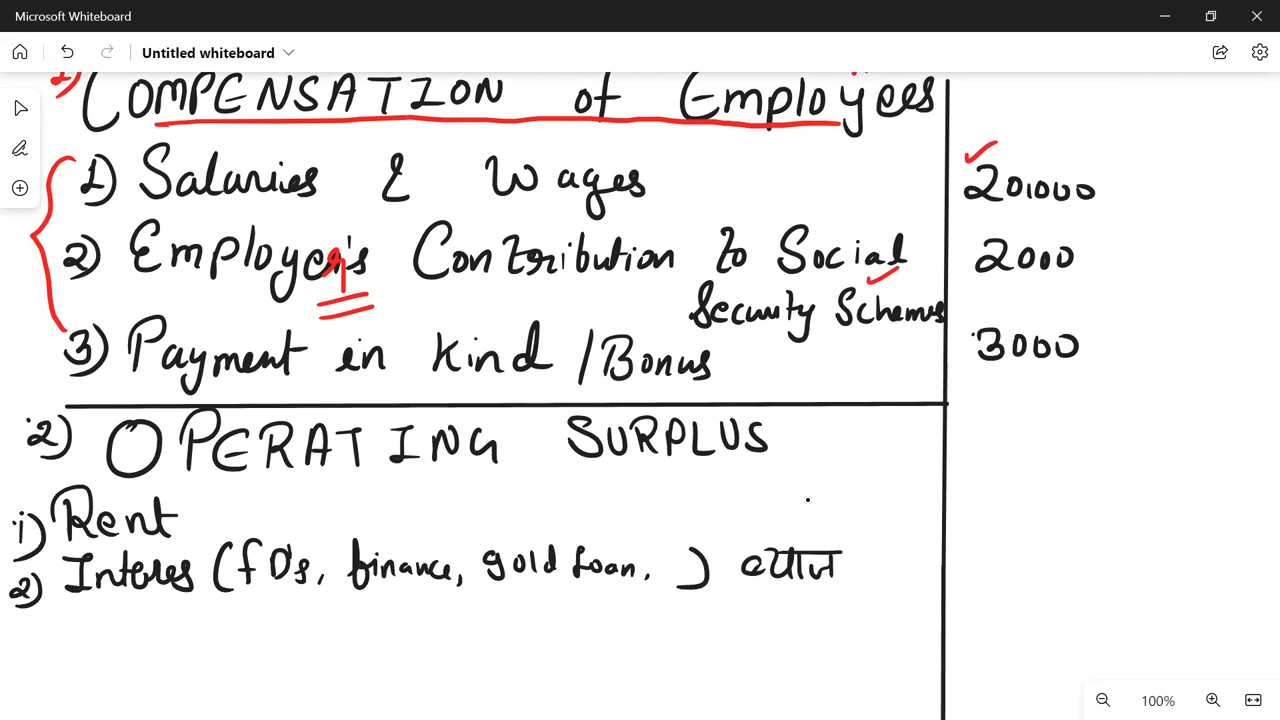 Microsoft Whiteboard
Untitled whiteboard
1) COMPENSATION of Employees
1) Salaries & Wages 201000
2) Employer's Contribution to Social 2000
Security Schemes
3) Payment in Kind / Bonus 3000
2) OPERATING SURPLUS
i) Rent
2) Interes (fD's, finance, gold loan, ) ब्याज
100%